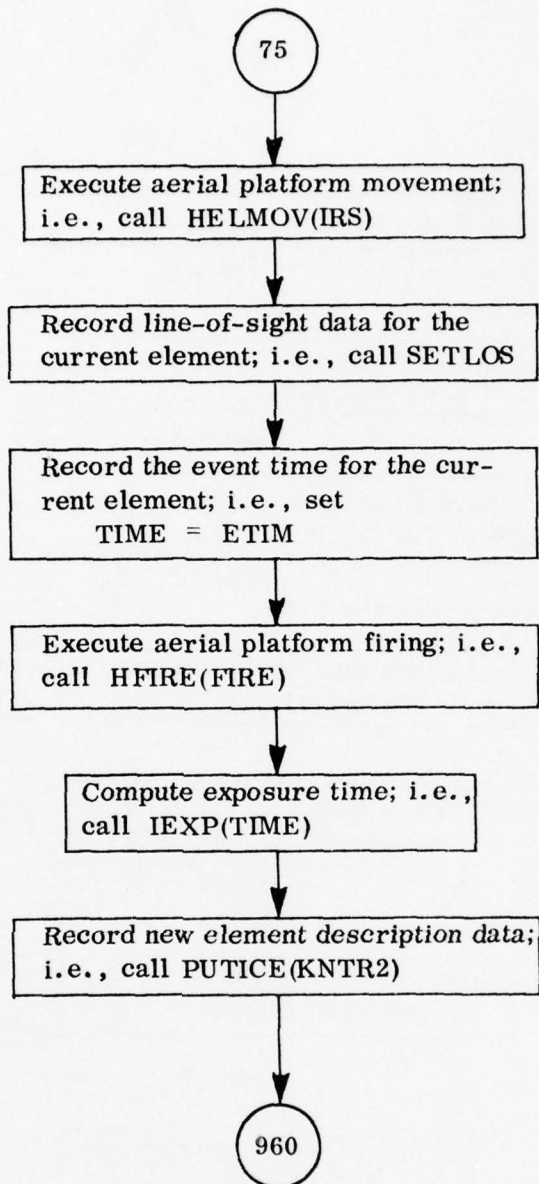 75
Execute aerial platform movement;
i.e., call HELMOV(IRS)
Record line-of-sight data for the
current element; i.e., call SETLOS
Record the event time for the cur-
rent element; i.e., set
TIME = ETIM
Execute aerial platform firing; i.e.,
call HFIRE(FIRE)
Compute exposure time; i.e.,
call IEXP(TIME)
Record new element description data;
i.e., call PUTICE(KNTR2)
960